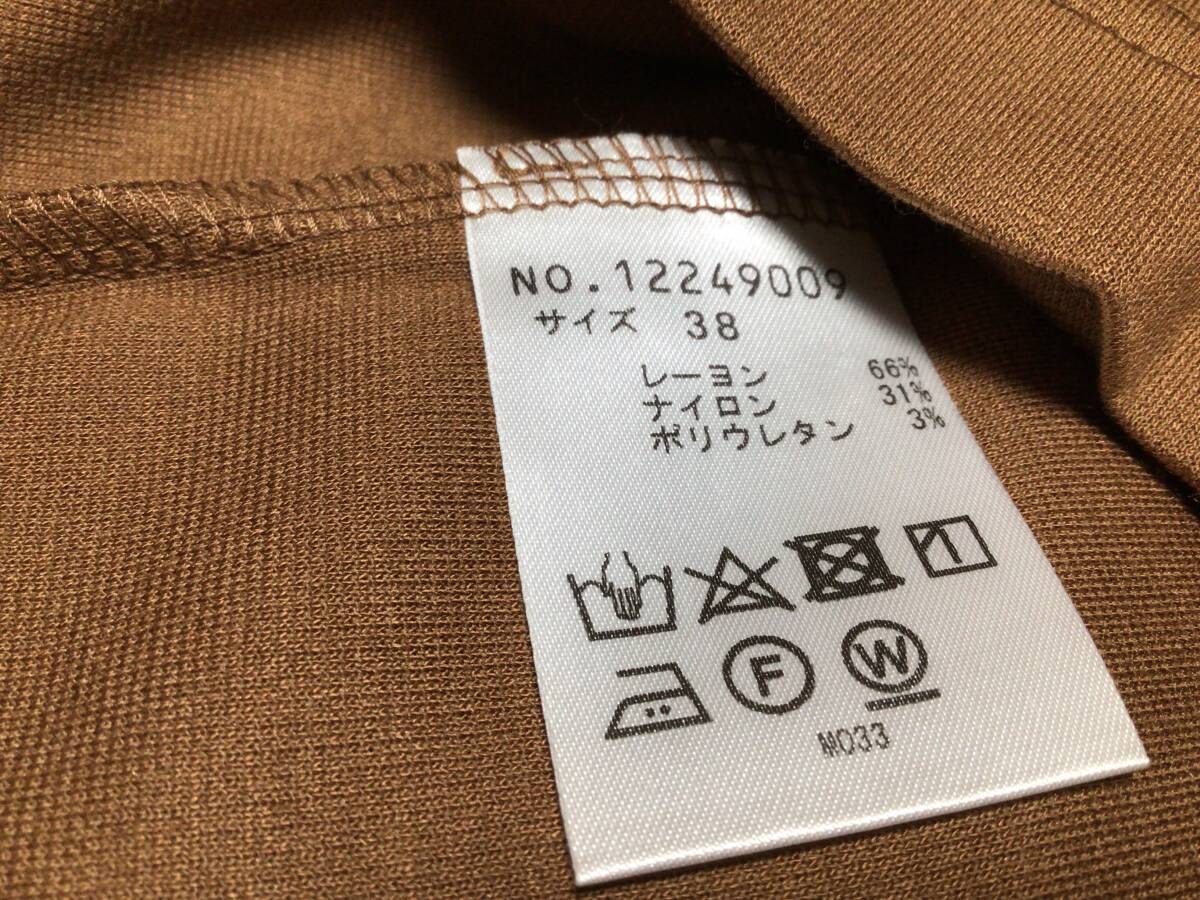 NO.12249009
サイズ 38
レーヨン 66%
ナイロン 31%
ポリウレタン 3%
F W
M033